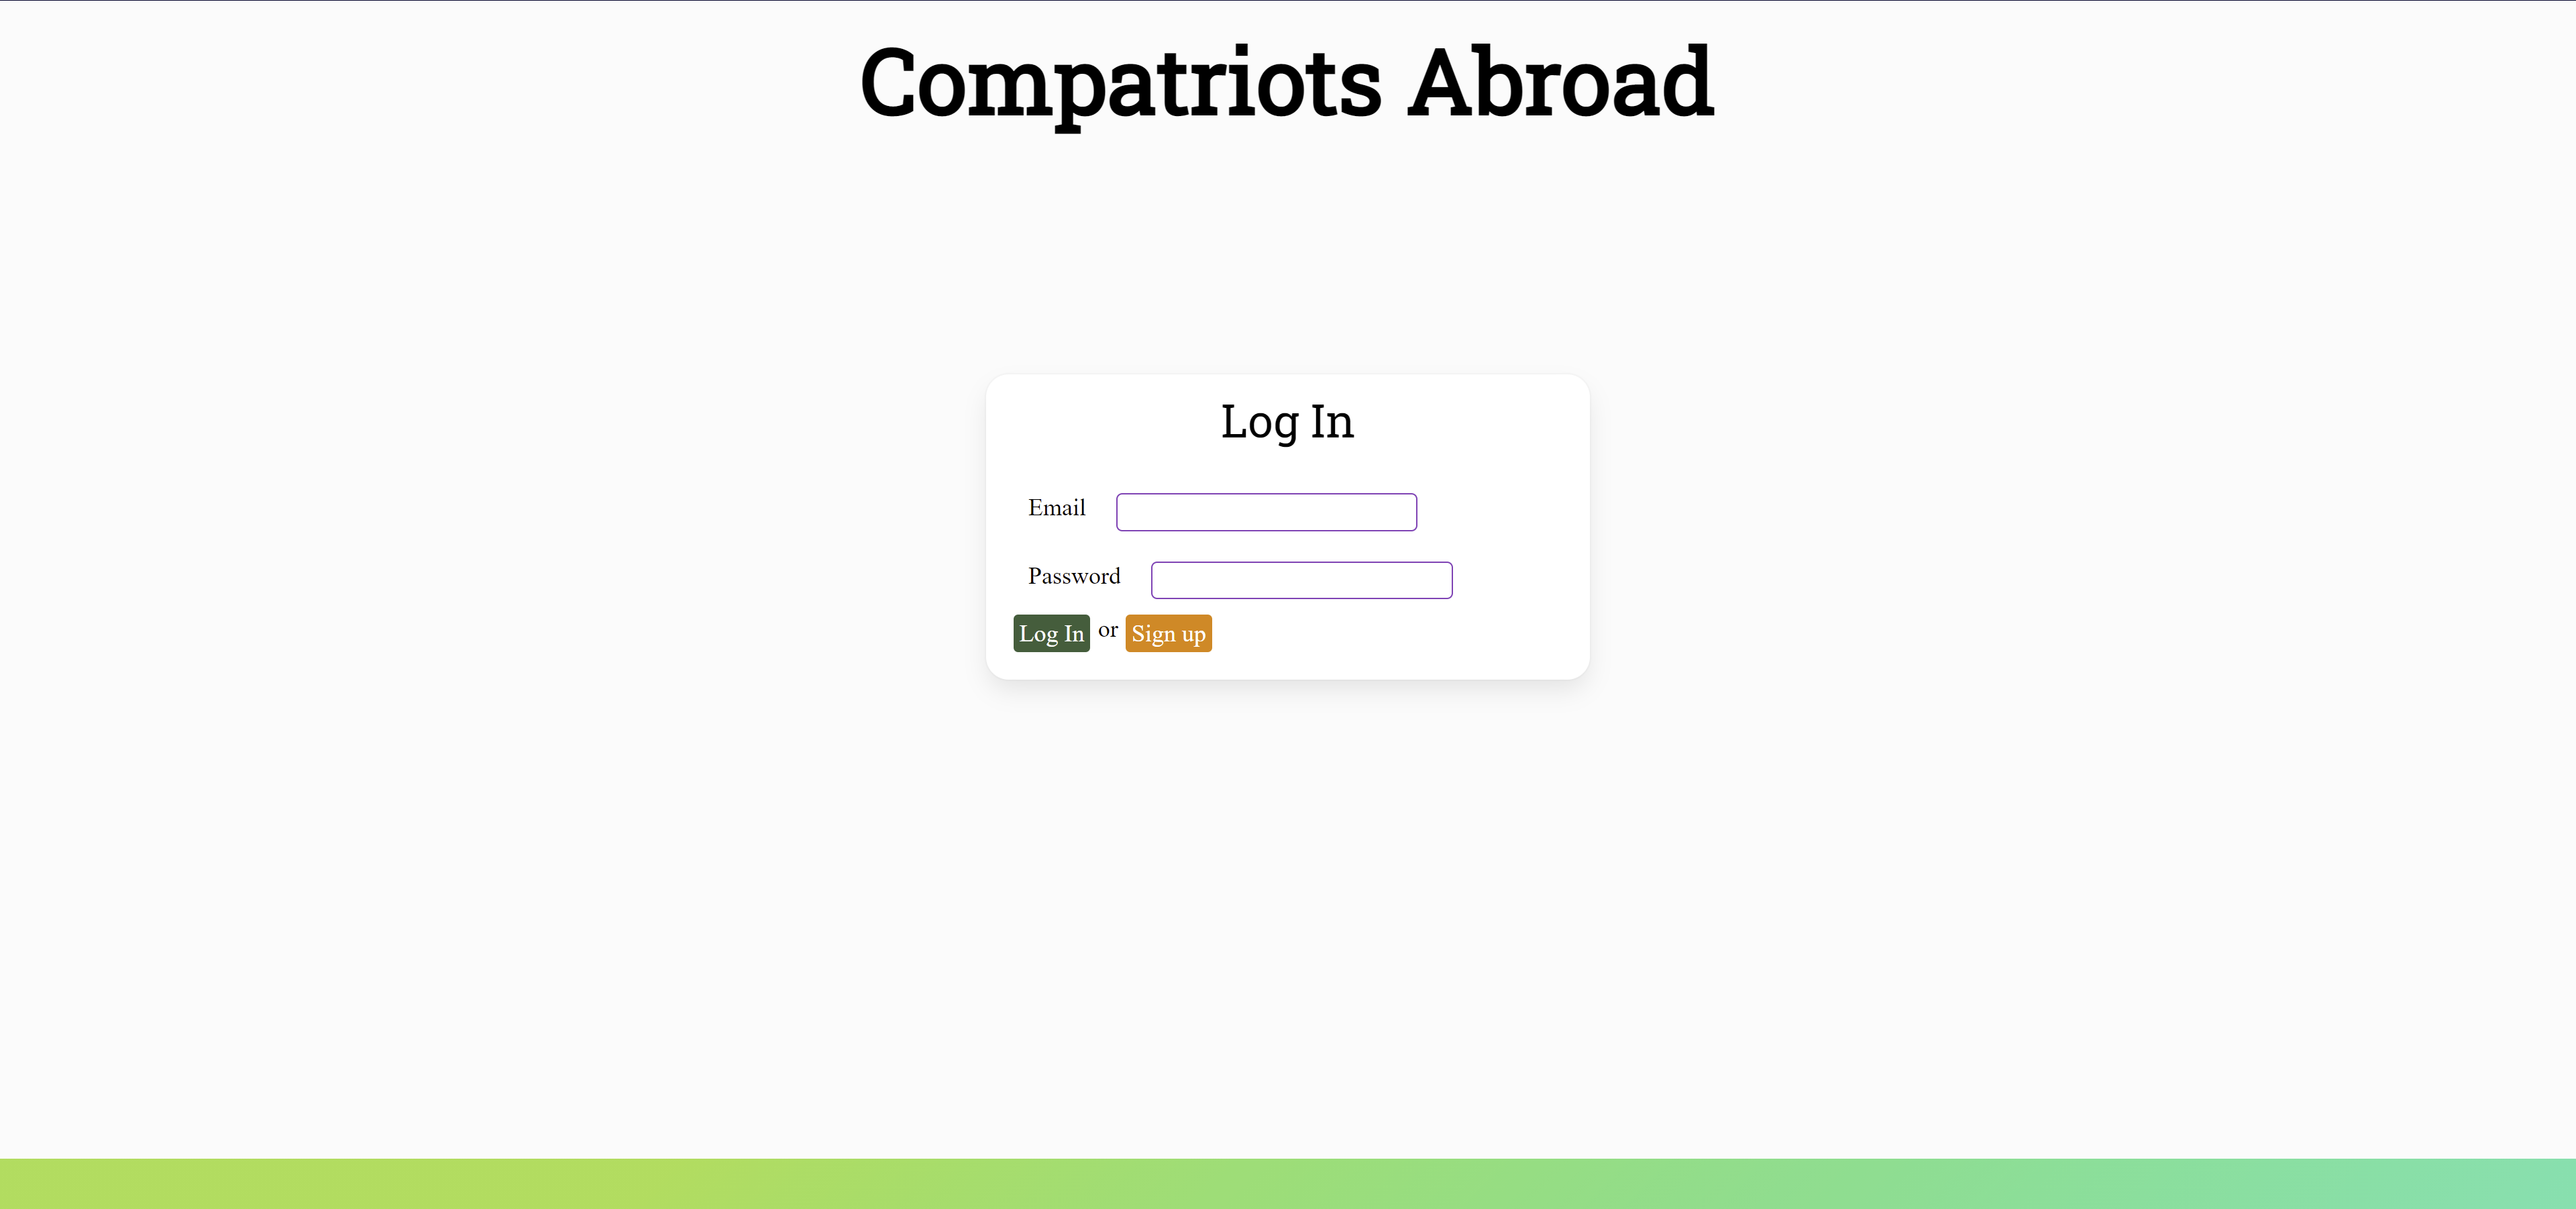 Compatriots Abroad
Log In
Email
Password
Log In or Sign up